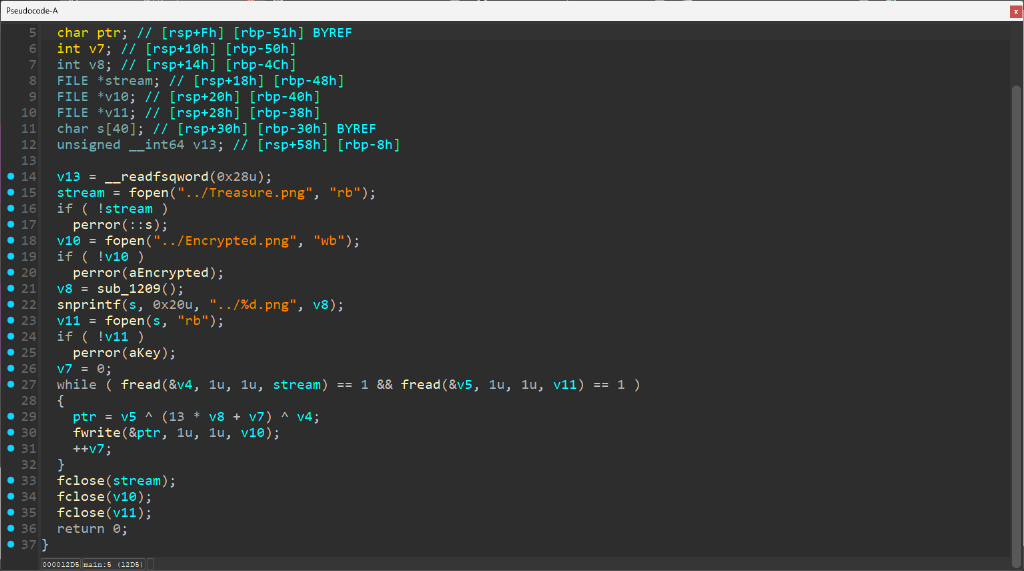 Pseudocode-A
x
5 char ptr; // [rsp+Fh] [rbp-51h] BYREF
6 int v7; // [rsp+10h] [rbp-50h]
7 int v8; // [rsp+14h] [rbp-4Ch]
8 FILE *stream; // [rsp+18h] [rbp-48h]
9 FILE *v10; // [rsp+20h] [rbp-40h]
10 FILE *v11; // [rsp+28h] [rbp-38h]
11 char s[40]; // [rsp+30h] [rbp-30h] BYREF
12 unsigned __int64 v13; // [rsp+58h] [rbp-8h]
13
14 v13 = __readfsqword(0x28u);
15 stream = fopen("../Treasure.png", "rb");
16 if ( !stream )
17 perror(::s);
18 v10 = fopen("../Encrypted.png", "wb");
19 if ( !v10 )
20 perror(aEncrypted);
21 v8 = sub_1209();
22 snprintf(s, 0x20u, "../%d.png", v8);
23 v11 = fopen(s, "rb");
24 if ( !v11 )
25 perror(aKey);
26 v7 = 0;
27 while ( fread(&v4, 1u, 1u, stream) == 1 && fread(&v5, 1u, 1u, v11) == 1 )
28 {
29 ptr = v5 ^ (13 * v8 + v7) ^ v4;
30 fwrite(&ptr, 1u, 1u, v10);
31 ++v7;
32 }
33 fclose(stream);
34 fclose(v10);
35 fclose(v11);
36 return 0;
37 }
000012D5 main:5 (12D5)